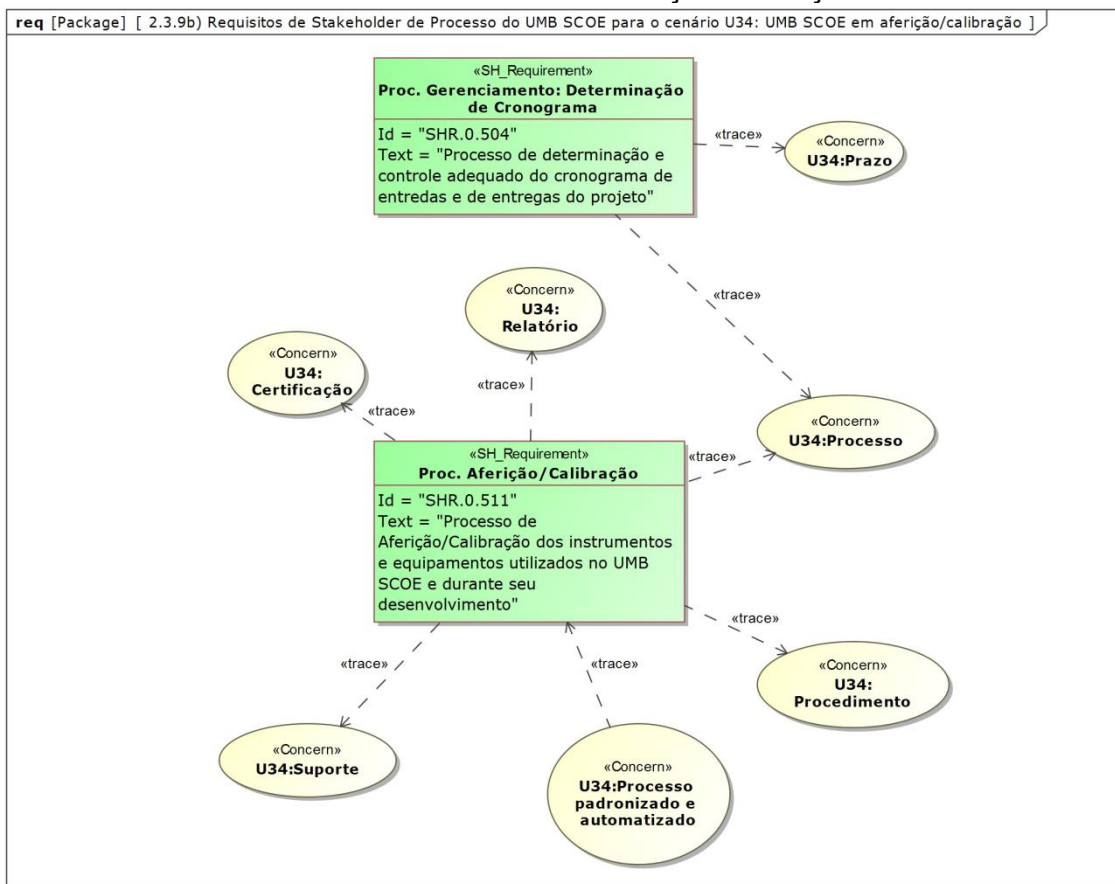 req [Package] [ 2.3.9b) Requisitos de Stakeholder de Processo do UMB SCOE para o cenário U34: UMB SCOE em aferição/calibração ]
«SH_Requirement»
Proc. Gerenciamento: Determinação
de Cronograma
Id = "SHR.0.504"
Text = "Processo de determinação e
controle adequado do cronograma de
entredas e de entregas do projeto"
«trace»
«Concern»
U34:Prazo
«trace»
«Concern»
U34:
Relatório
«Concern»
U34:
Certificação
«trace»
«trace»
«Concern»
U34:Processo
«trace»
«SH_Requirement»
Proc. Aferição/Calibração
Id = "SHR.0.511"
Text = "Processo de
Aferição/Calibração dos instrumentos
e equipamentos utilizados no UMB
SCOE e durante seu
desenvolvimento"
«trace»
«Concern»
U34:
Procedimento
«trace»
«trace»
«Concern»
U34:Suporte
«Concern»
U34:Processo
padronizado e
automatizado